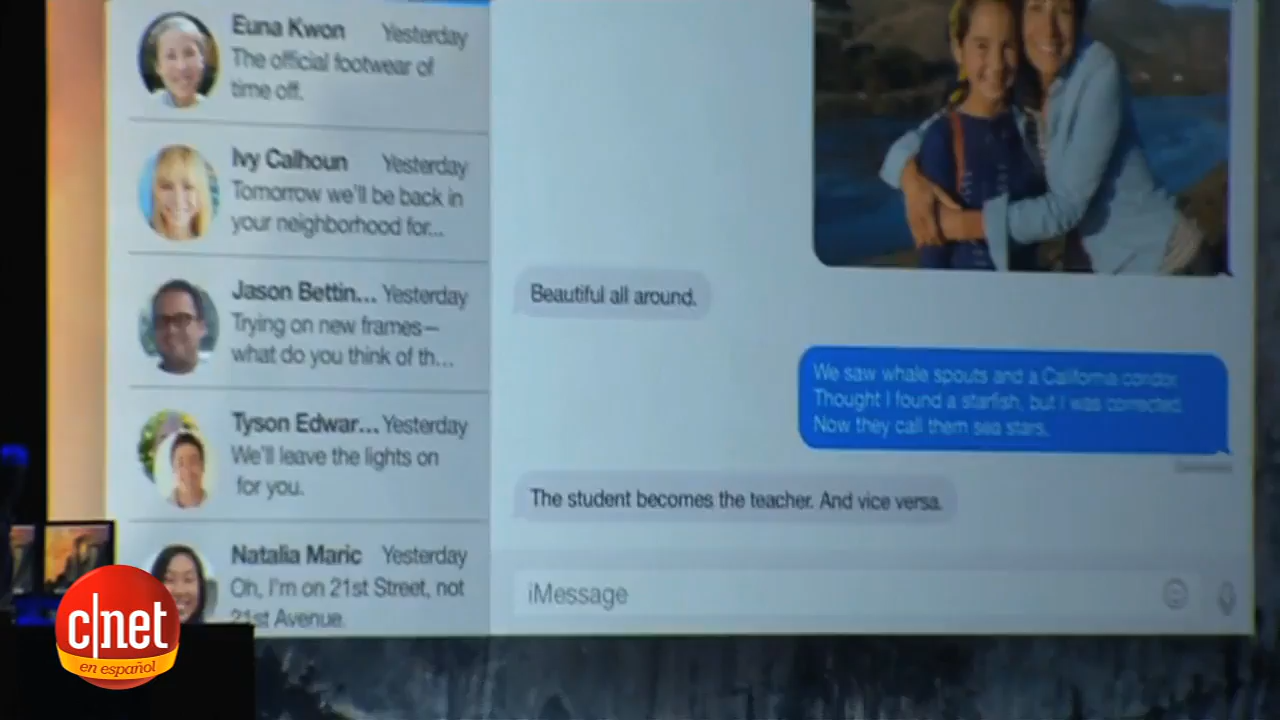 Euna Kwon Yesterday
The official footwear of
time off.
Ivy Calhoun Yesterday
Tomorrow we'll be back in
your neighborhood for...
Jason Bettin... Yesterday
Trying on new frames—
what do you think of th...
Tyson Edwar... Yesterday
We'll leave the lights on
for you.
Natalia Maric Yesterday
Oh, I'm on 21st Street, not
21st Avenue.
Beautiful all around.
We saw whale spouts and a California condor.
Thought I found a starfish, but I was corrected.
Now they call them sea stars.
The student becomes the teacher. And vice versa.
iMessage
c|net
en español